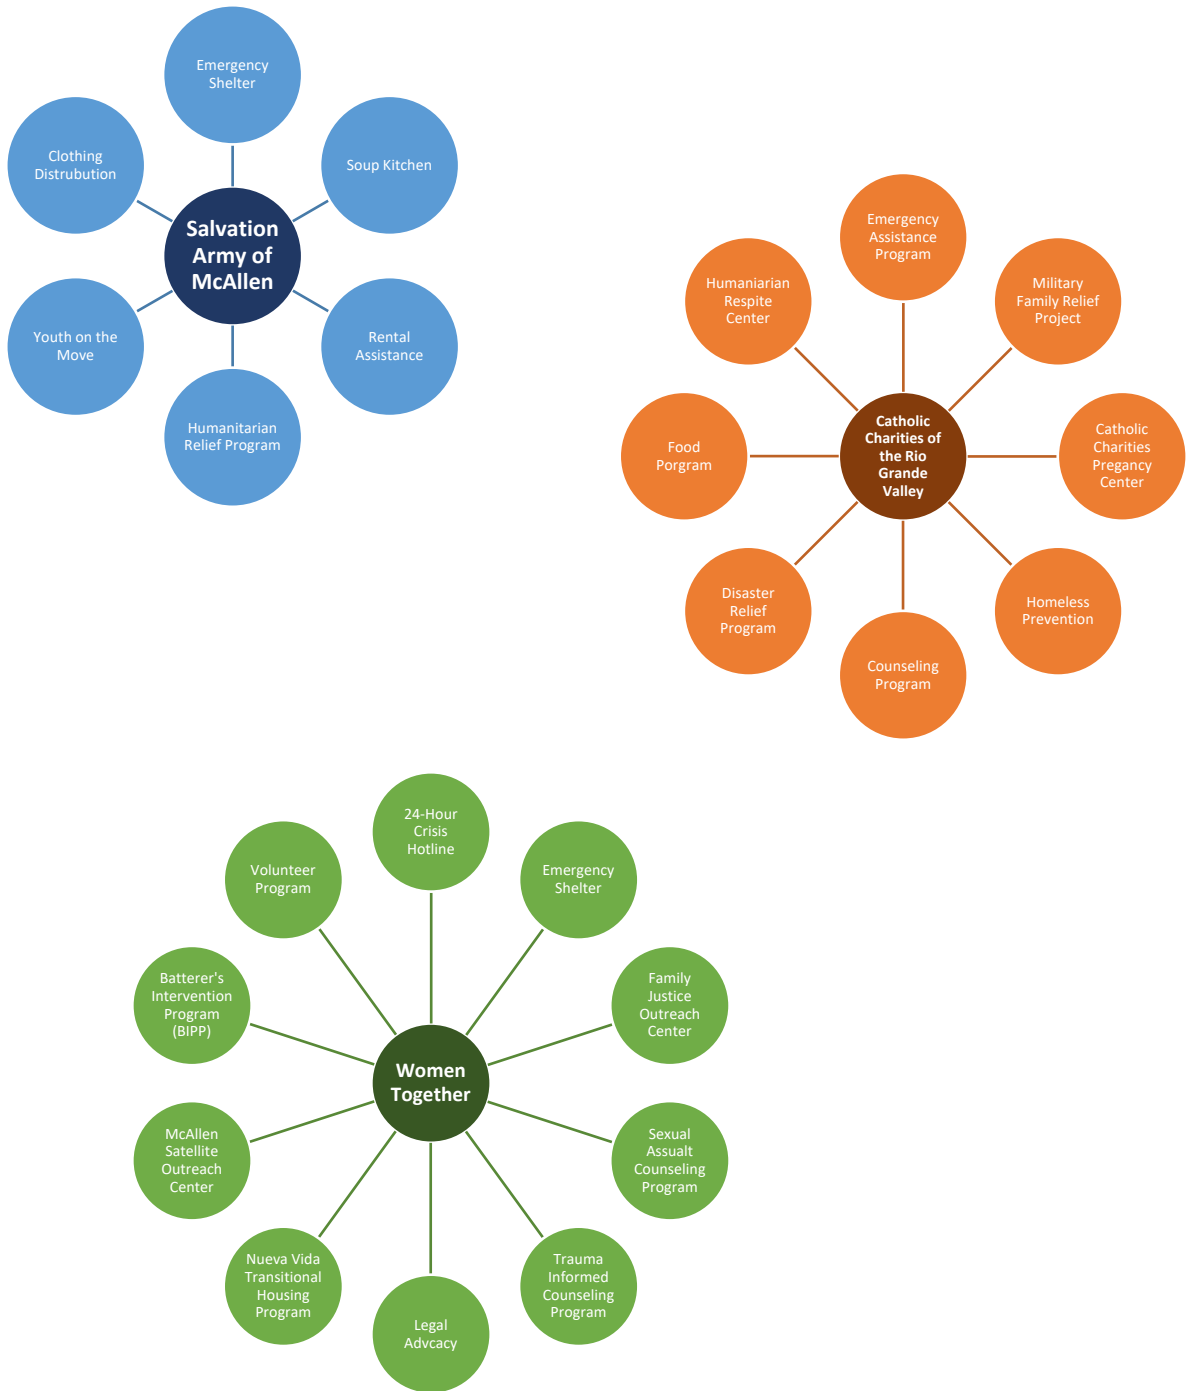 Emergency
Shelter
Soup Kitchen
Rental
Assistance
Humanitarian
Relief Program
Youth on the
Move
Clothing
Distrubution
Salvation
Army of
McAllen
Emergency
Assistance
Program
Military
Family Relief
Project
Catholic
Charities
Pregancy
Center
Homeless
Prevention
Counseling
Program
Disaster
Relief
Program
Food
Porgram
Humaniarian
Respite
Center
Catholic
Charities of
the Rio
Grande
Valley
24-Hour
Crisis
Hotline
Emergency
Shelter
Family
Justice
Outreach
Center
Sexual
Assualt
Counseling
Program
Trauma
Informed
Counseling
Program
Legal
Advcacy
Nueva Vida
Transitional
Housing
Program
McAllen
Satellite
Outreach
Center
Batterer's
Intervention
Program
(BIPP)
Volunteer
Program
Women
Together